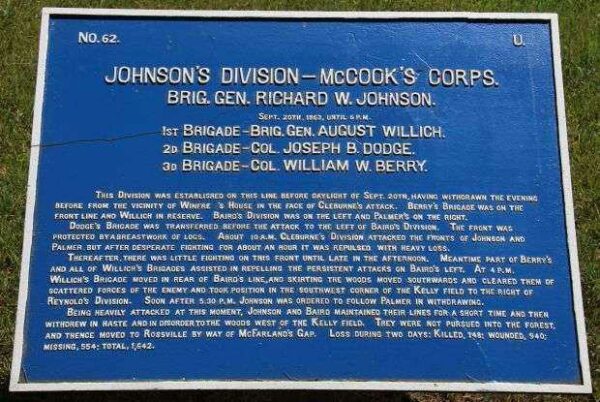 No. 62. U.
Johnson's Division – McCook's Corps.
Brig. Gen. Richard W. Johnson.
Sept. 20th, 1863, until 6 P.M.
1st Brigade – Brig. Gen. August Willich.
2d Brigade – Col. Joseph B. Dodge.
3d Brigade – Col. William W. Berry.
This Division was established on this line before daylight of Sept. 20th, having withdrawn the evening
before from the vicinity of Winfre 's House in the face of Cleburne's attack. Berry's Brigade was on the
front line and Willich in reserve. Baird's Division was on the left and Palmer's on the right.
Dodge's Brigade was transferred before the attack to the left of Baird's Division. The front was
protected by a breastwork of logs. About 10 A.M. Cleburne's Division attacked the fronts of Johnson and
Palmer, but after desperate fighting for about an hour it was repulsed with heavy loss.
Thereafter, there was little fighting on this front until late in the afternoon. Meantime part of Berry's
and all of Willich's Brigades assisted in repelling the persistent attacks on Baird's left. At 4 P.M.
Willich's Brigade moved in rear of Baird's line, and skirting the woods moved southwards and cleared them of
scattered forces of the enemy and took position in the southwest corner of the Kelly field to the right of
Reynold's Division. Soon after 5.30 P.M. Johnson was ordered to follow Palmer in withdrawing.
Being heavily attacked at this moment, Johnson and Baird maintained their lines for a short time and then
withdrew in haste and in disorder to the woods west of the Kelly field. They were not pursued into the forest,
and thence moved to Rossville by way of McFarland's Gap. Loss during two days: Killed, 148; wounded, 940;
missing, 554; total, 1,642.